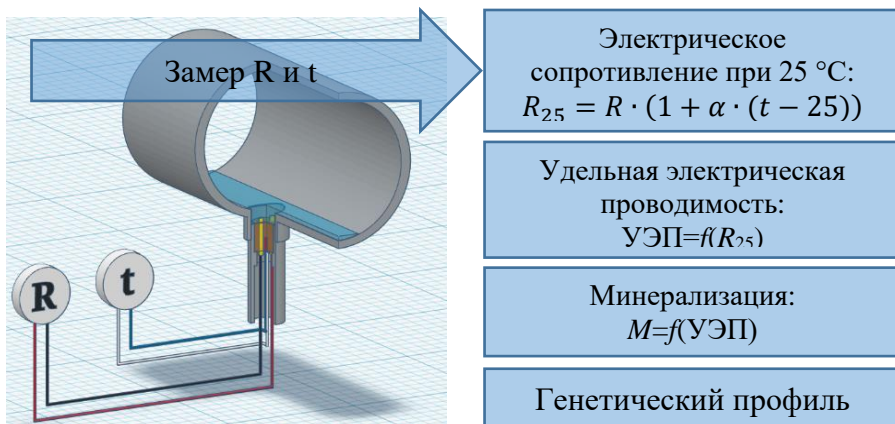 Замер R и t
Электрическое
сопротивление при 25 °С:
R₂₅ = R · (1 + α · (t − 25))
Удельная электрическая
проводимость:
УЭП=f(R₂₅)
Минерализация:
M=f(УЭП)
Генетический профиль
R
t